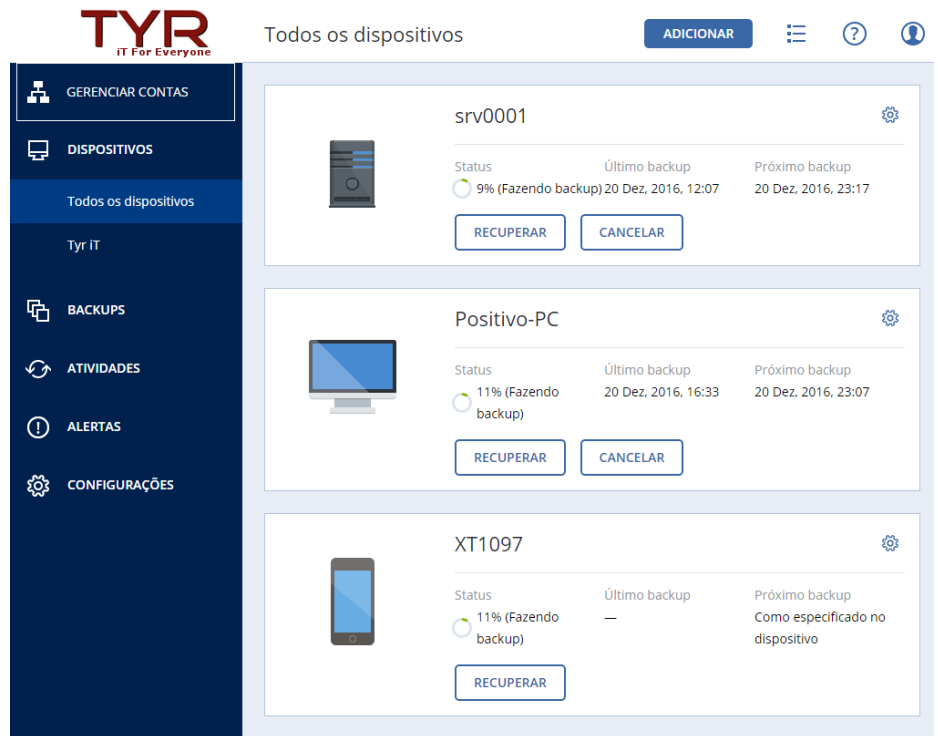 TYR
iT For Everyone
Todos os dispositivos
ADICIONAR
?
GERENCIAR CONTAS
DISPOSITIVOS
Todos os dispositivos
Tyr iT
BACKUPS
ATIVIDADES
ALERTAS
CONFIGURAÇÕES
srv0001
Status
Último backup
Próximo backup
9% (Fazendo backup)
20 Dez, 2016, 12:07
20 Dez, 2016, 23:17
RECUPERAR
CANCELAR
Positivo-PC
Status
Último backup
Próximo backup
11% (Fazendo
backup)
20 Dez, 2016, 16:33
20 Dez, 2016, 23:07
RECUPERAR
CANCELAR
XT1097
Status
Último backup
Próximo backup
11% (Fazendo
backup)
—
Como especificado no
dispositivo
RECUPERAR